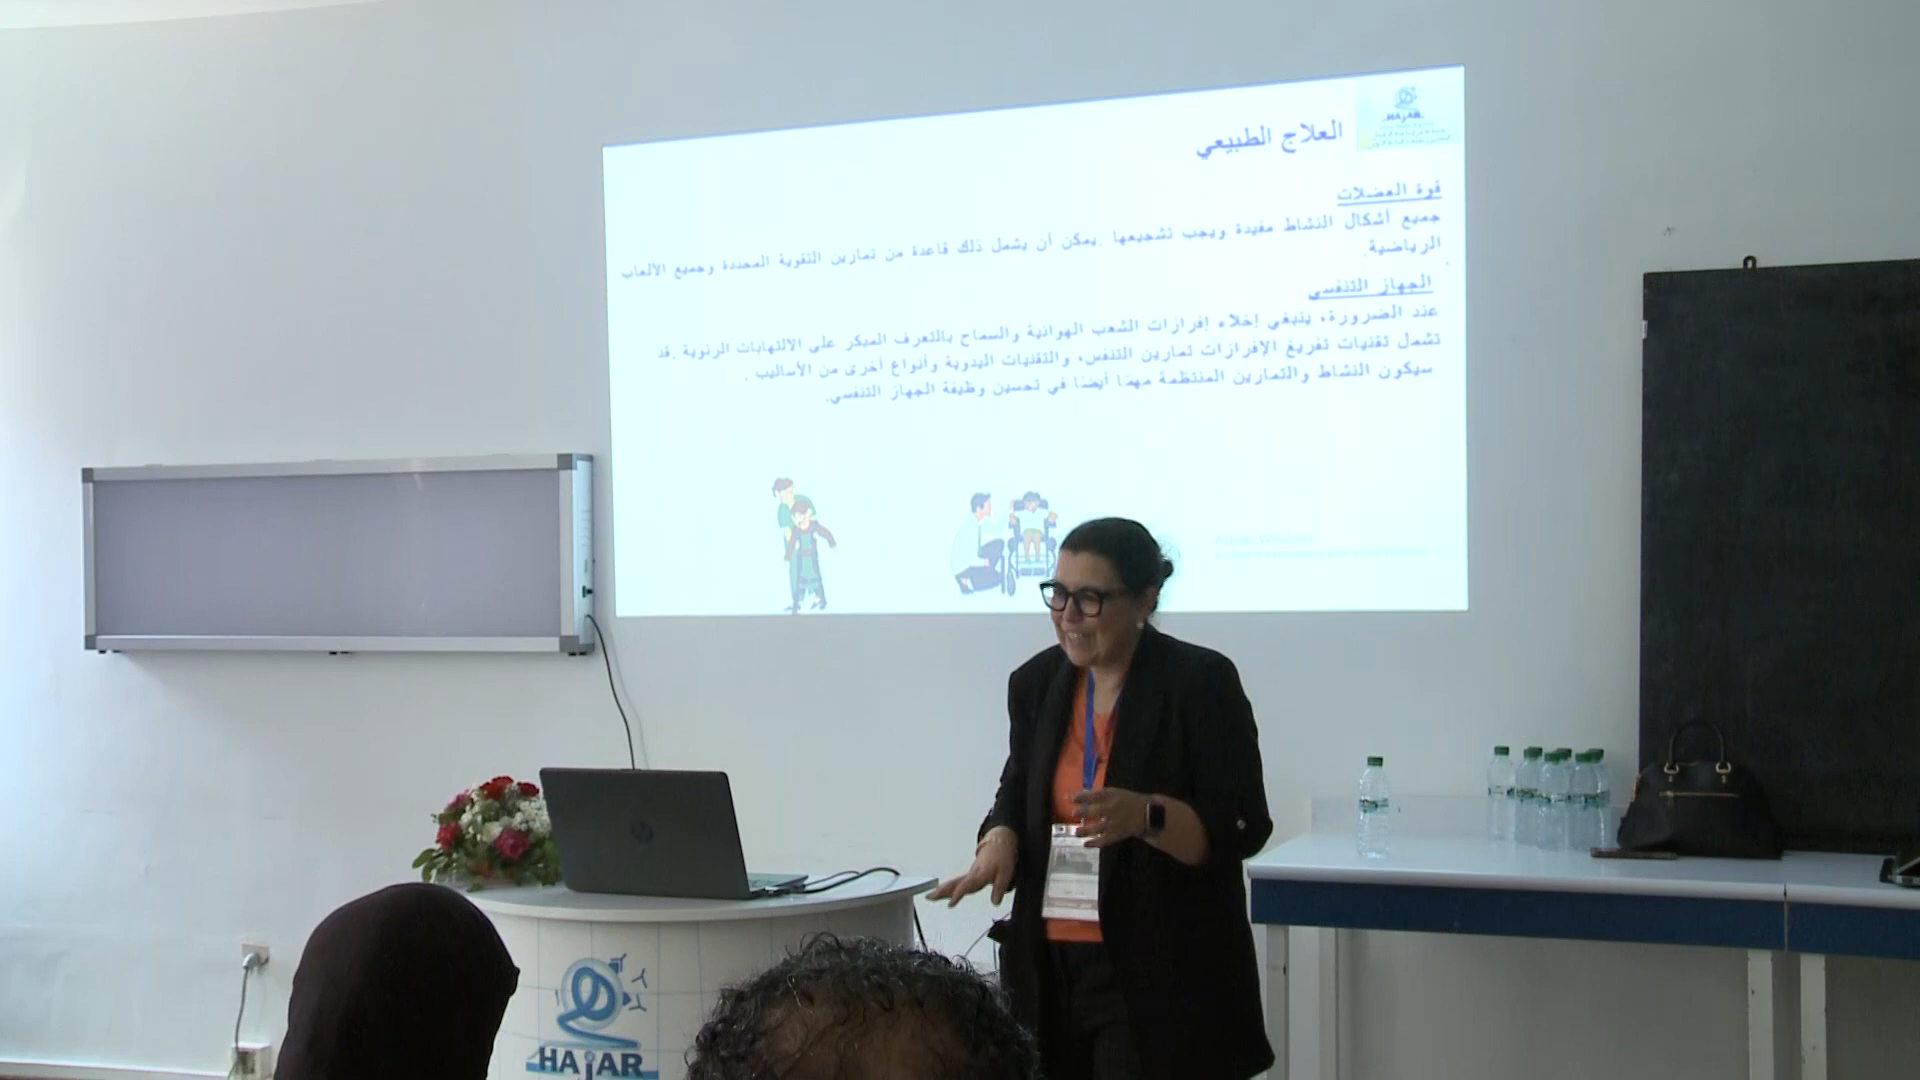 HAJAR
العلاج الطبيعي
قوة العضلات
جميع أشكال النشاط مفيدة ويجب تشجيعها .يمكن أن يشمل ذلك قاعدة من تمارين التقوية المحددة وجميع الألعاب
الرياضية.
الجهاز التنفسي
عند الضرورة، ينبغي إخلاء إفرازات الشعب الهوائية والسماح بالتعرف المبكر على الالتهابات الرئوية .قد
تشمل تقنيات تفريغ الإفرازات تمارين التنفس، والتقنيات اليدوية وأنواع أخرى من الأساليب .
سيكون النشاط والتمارين المنتظمة مهمًا أيضًا في تحسين وظيفة الجهاز التنفسي.
hp
HAJAR